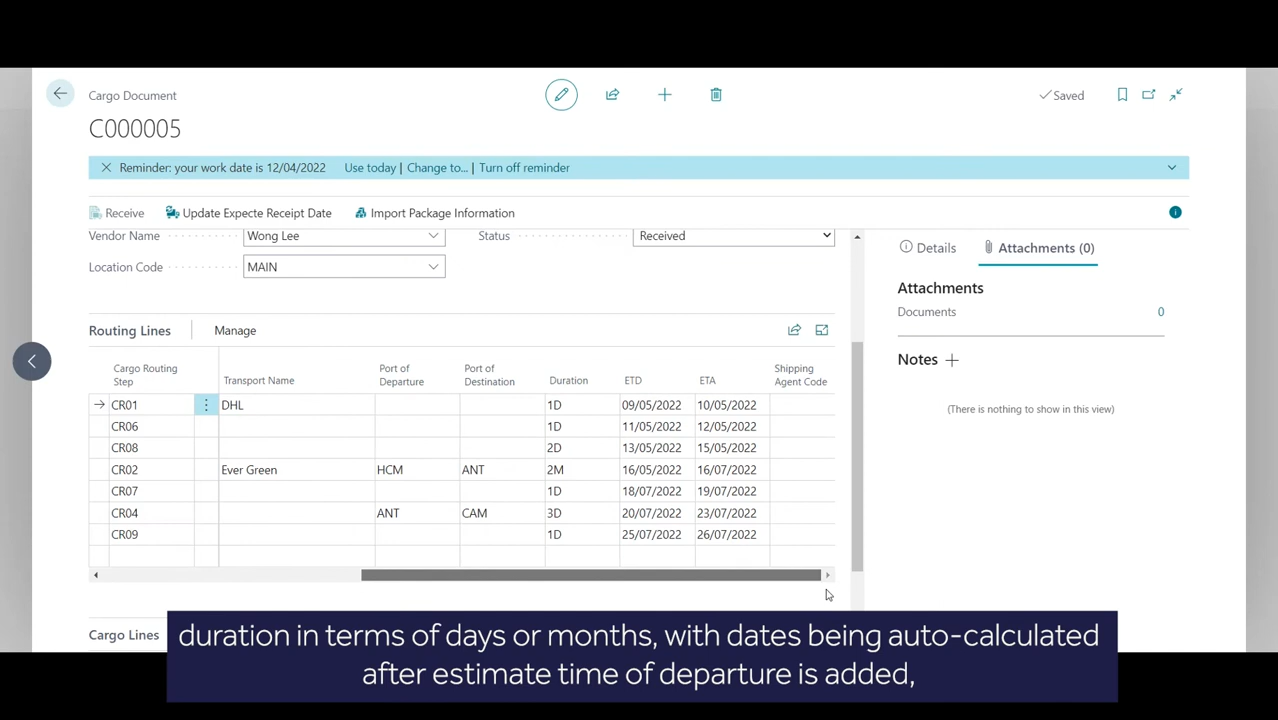 Cargo Document
Saved
C000005
Reminder: your work date is 12/04/2022 Use today | Change to... | Turn off reminder
Receive Update Expecte Receipt Date Import Package Information
Vendor Name Wong Lee Status Received
Location Code MAIN
Details Attachments (0)
Attachments
Documents 0
Notes
(There is nothing to show in this view)
Routing Lines Manage
Cargo Routing Step Transport Name Port of Departure Port of Destination Duration ETD ETA Shipping Agent Code
CR01 DHL 1D 09/05/2022 10/05/2022
CR06 1D 11/05/2022 12/05/2022
CR08 2D 13/05/2022 15/05/2022
CR02 Ever Green HCM ANT 2M 16/05/2022 16/07/2022
CR07 1D 18/07/2022 19/07/2022
CR04 ANT CAM 3D 20/07/2022 23/07/2022
CR09 1D 25/07/2022 26/07/2022
Cargo Lines
duration in terms of days or months, with dates being auto-calculated
after estimate time of departure is added,